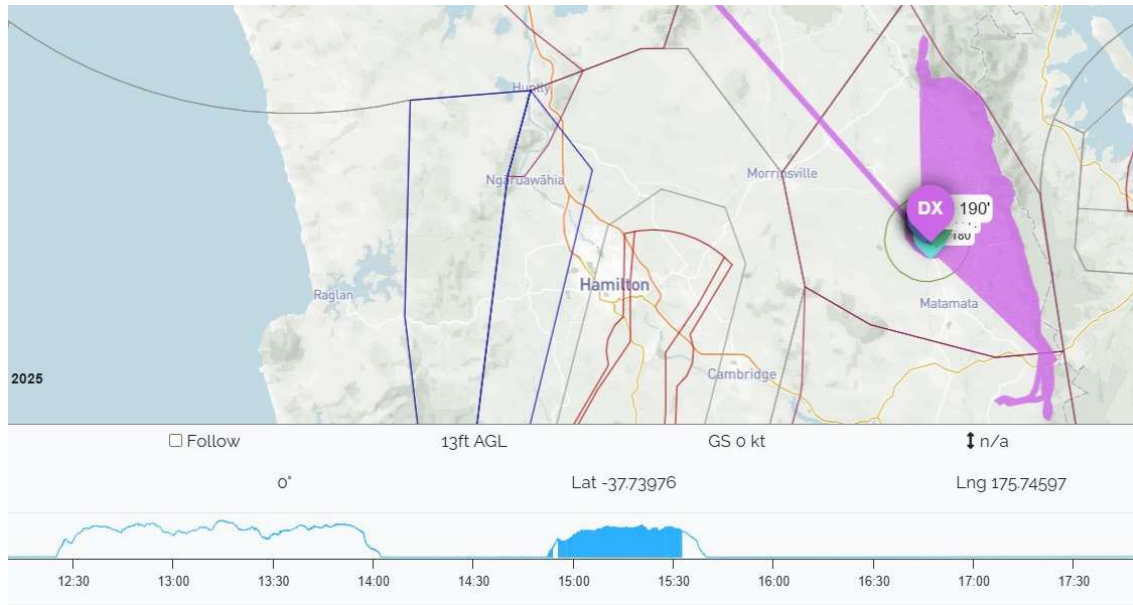 Huntly
Ngāruawāhia
Morrinsville
DX 190'
180
Hamilton
Raglan
Matamata
Cambridge
2025
Follow 13ft AGL GS 0 kt n/a
0° Lat -37.73976 Lng 175.74597
12:30 13:00 13:30 14:00 14:30 15:00 15:30 16:00 16:30 17:00 17:30